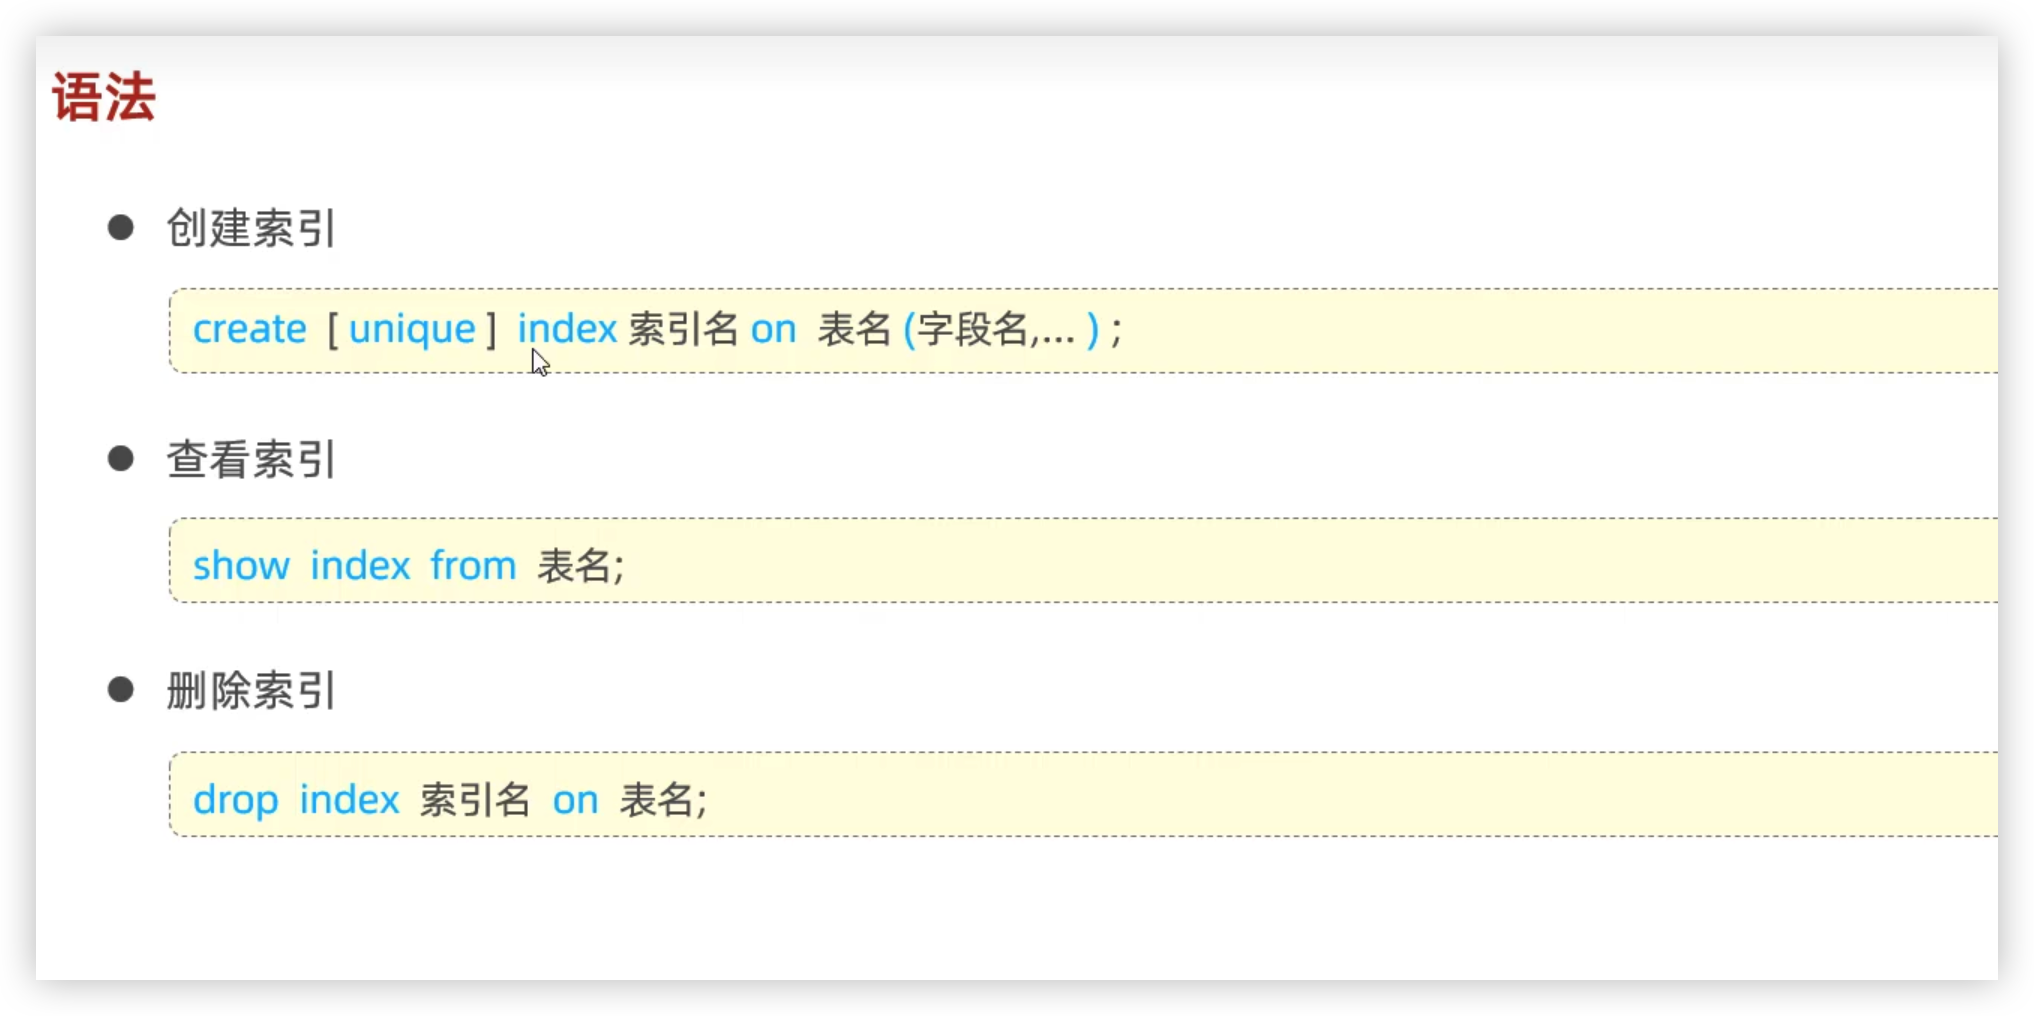 语法
● 创建索引
create [ unique ] index 索引名 on 表名 (字段名,... ) ;
● 查看索引
show index from 表名;
● 删除索引
drop index 索引名 on 表名;